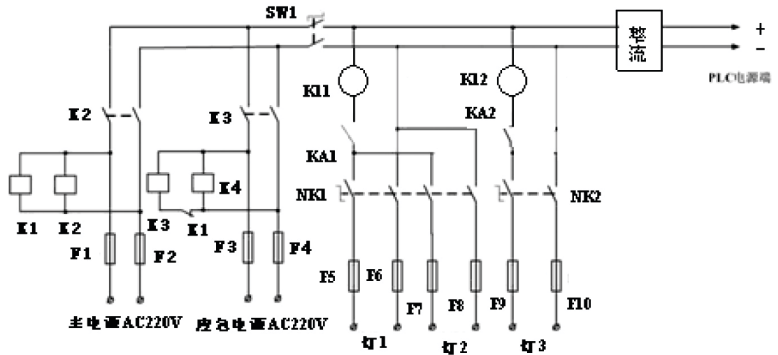 SW1
整流
+
−
PLC电源端
K11
K12
K2
K3
KA2
KA1
K4
NK1
NK2
K1
K2
K3
K1
F1
F2
F3
F4
F5
F6
F7
F8
F9
F10
主电源AC220V
应急电源AC220V
灯1
灯2
灯3